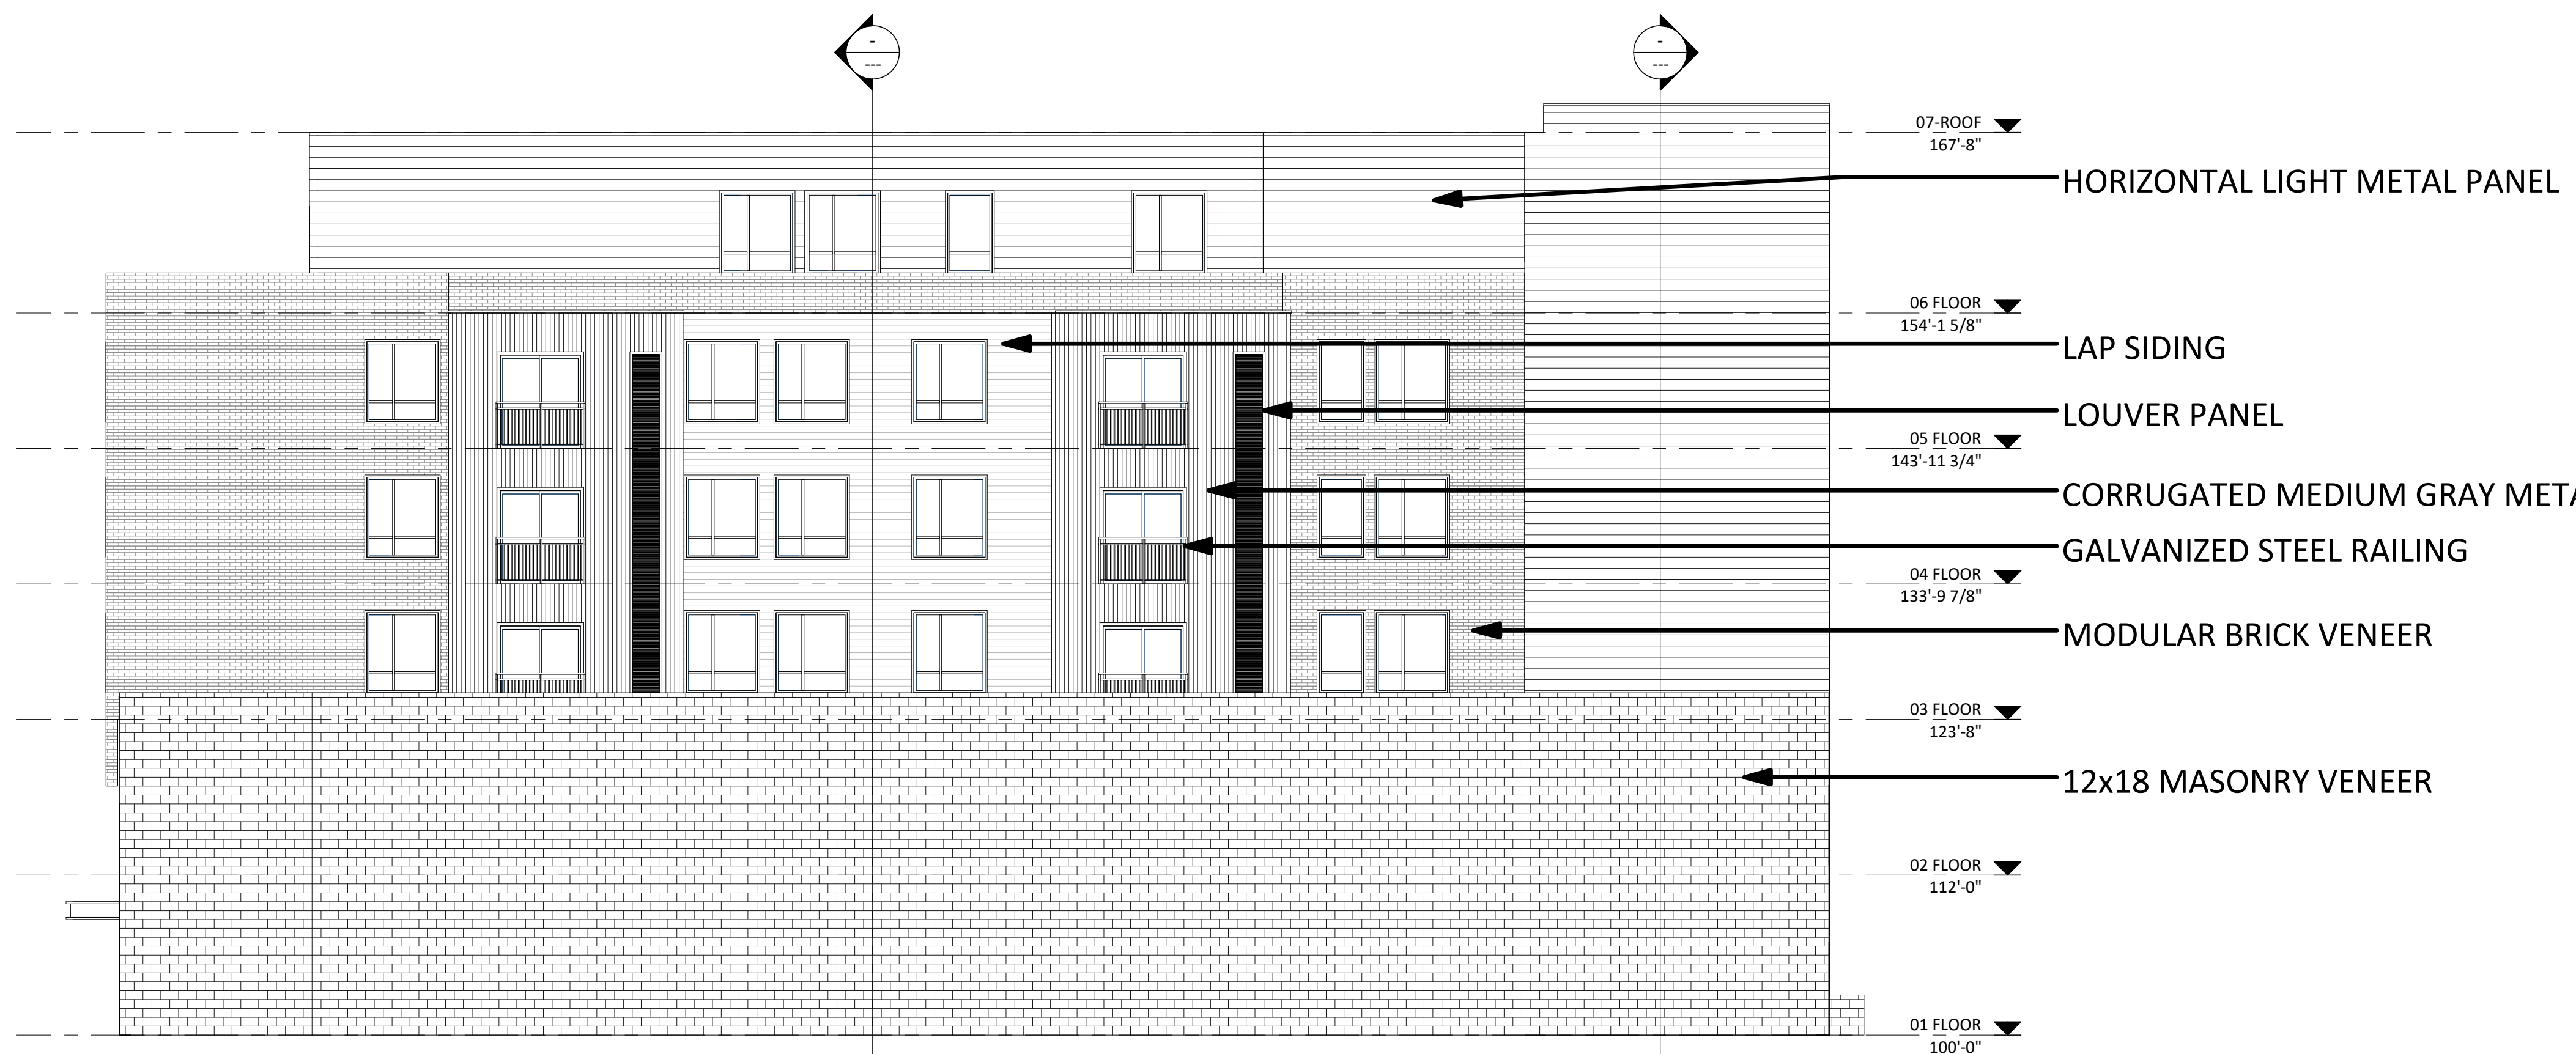 -
---
-
---
07-ROOF
167'-8"
HORIZONTAL LIGHT METAL PANEL
06 FLOOR
154'-1 5/8"
LAP SIDING
LOUVER PANEL
05 FLOOR
143'-11 3/4"
CORRUGATED MEDIUM GRAY META
GALVANIZED STEEL RAILING
04 FLOOR
133'-9 7/8"
MODULAR BRICK VENEER
03 FLOOR
123'-8"
12x18 MASONRY VENEER
02 FLOOR
112'-0"
01 FLOOR
100'-0"